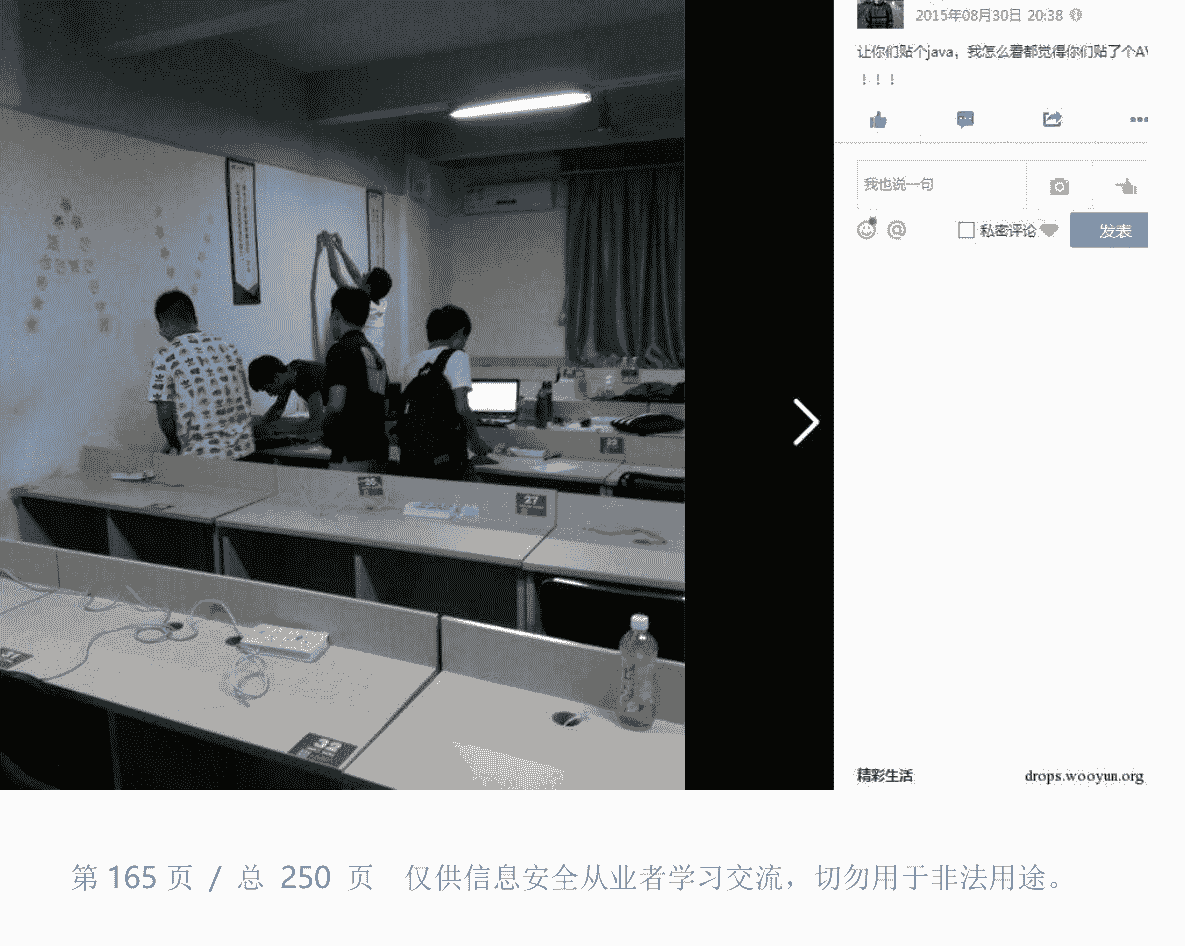 2015年08月30日 20:38
让你们贴个java，我怎么看都觉得你们贴了个AV
！！！
我也说一句
私密评论
发表
27
26
33
精彩生活
drops.wooyun.org
第 165 页 / 总 250 页 仅供信息安全从业者学习交流，切勿用于非法用途。